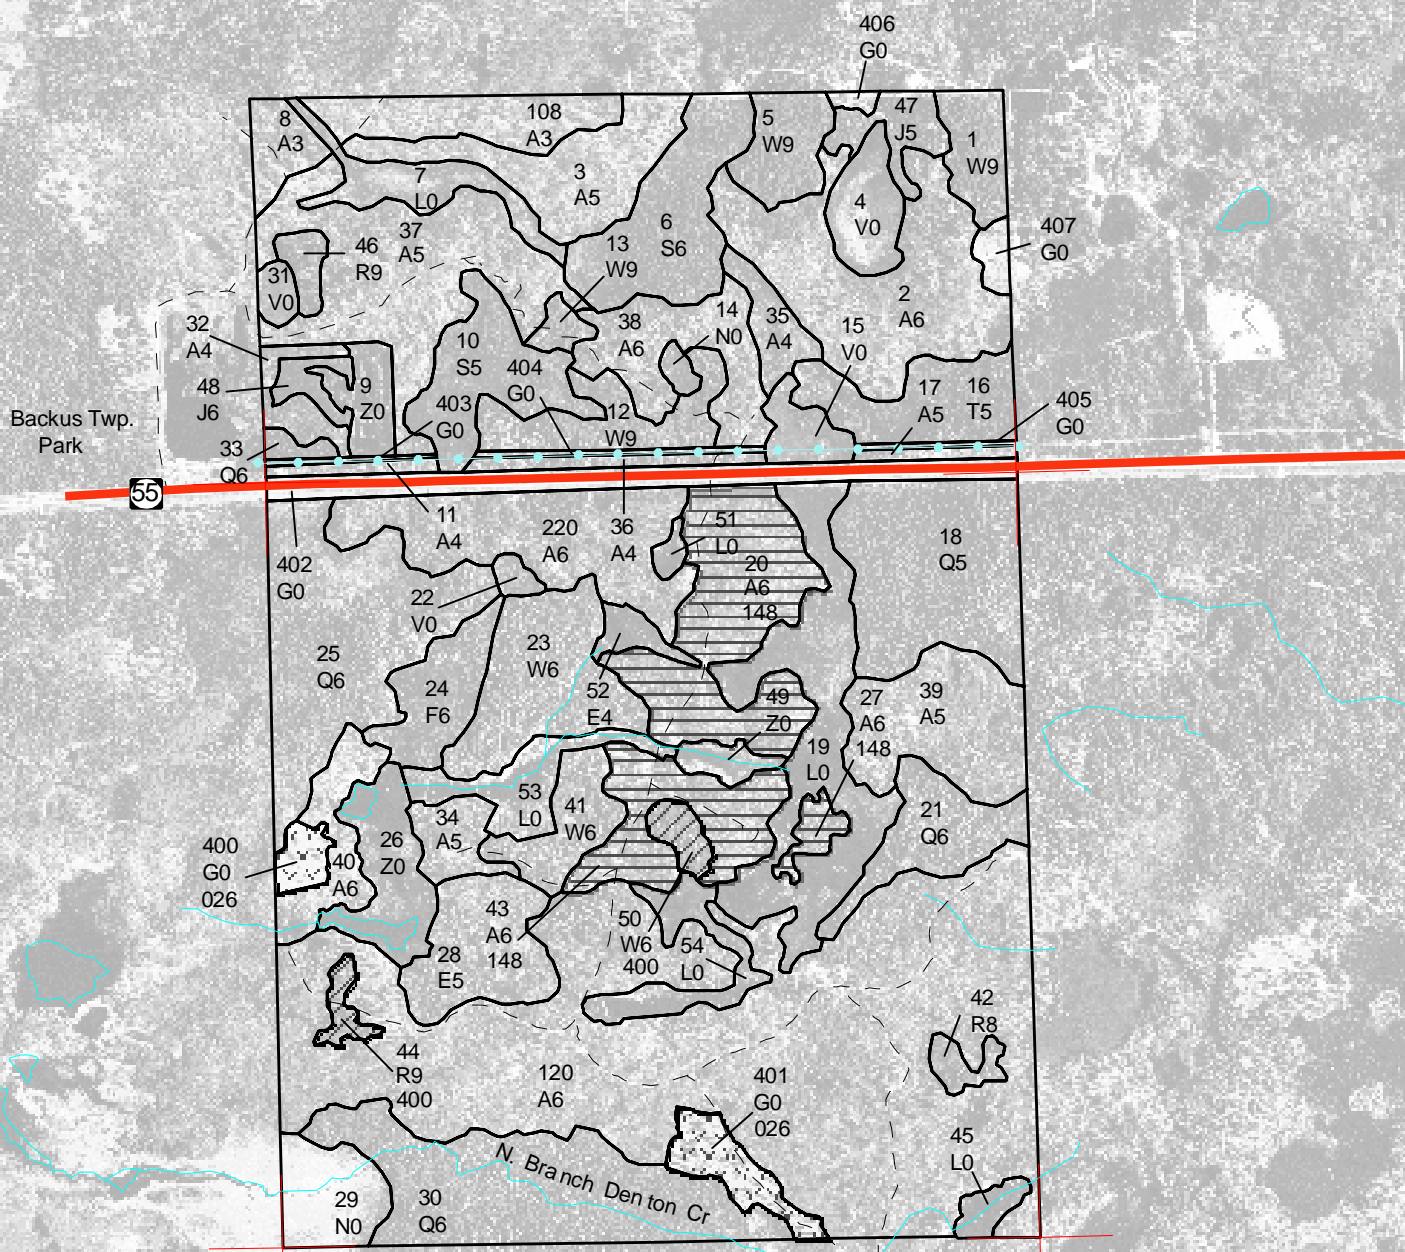 406
G0
8
A3
108
A3
5
W9
47
J5
1
W9
7
L0
3
A5
4
V0
6
S6
407
G0
37
A5
46
R9
13
W9
31
V0
2
A6
14
N0
35
A4
38
A6
15
V0
32
A4
10
S5
404
G0
9
Z0
48
J6
17
A5
16
T5
405
G0
403
G0
12
W9
Backus Twp.
Park
33
Q6
55
11
A4
220
A6
36
A4
51
L0
18
Q5
20
A6
148
402
G0
22
V0
23
W6
25
Q6
24
F6
52
E4
49
Z0
27
A6
148
39
A5
19
L0
53
L0
41
W6
34
A5
21
Q6
26
Z0
400
G0
026
40
A6
43
A6
148
50
W6
400
54
L0
28
E5
42
R8
44
R9
400
120
A6
401
G0
026
45
L0
N. Branch Denton Cr
29
N0
30
Q6